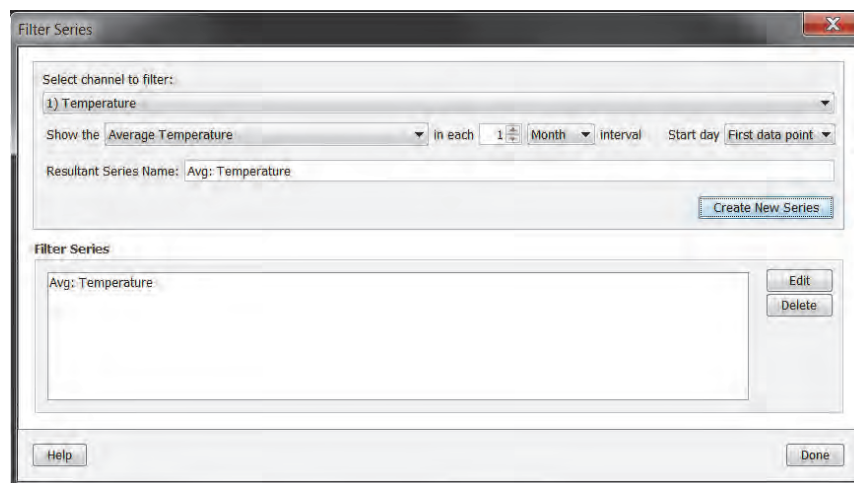 Filter Series
Select channel to filter:
1) Temperature
Show the Average Temperature in each 1 Month interval Start day First data point
Resultant Series Name: Avg: Temperature
Create New Series
Filter Series
Avg: Temperature
Edit
Delete
Help
Done